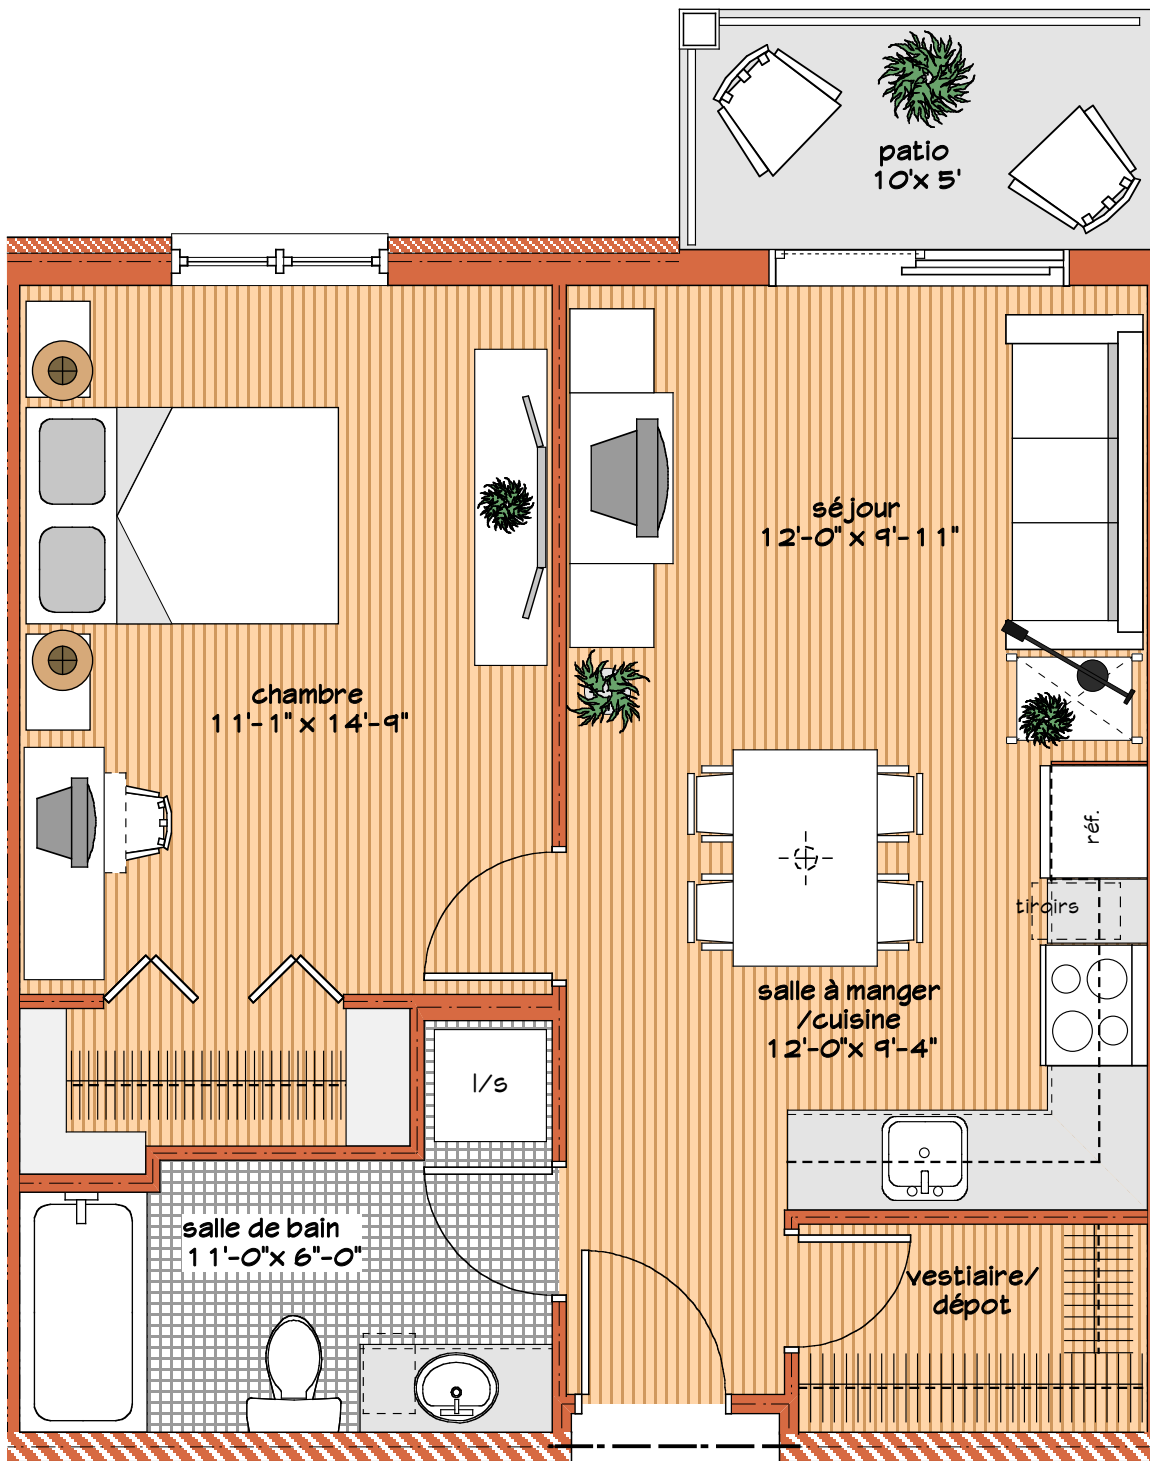 patio
10'x 5'
séjour
12'-0" x 9'-11"
chambre
11'-1" x 14'-9"
réf.
tiroirs
salle à manger
/cuisine
12'-0"x 9'-4"
l/s
salle de bain
11'-0"x 6"-0"
vestiaire/
dépot